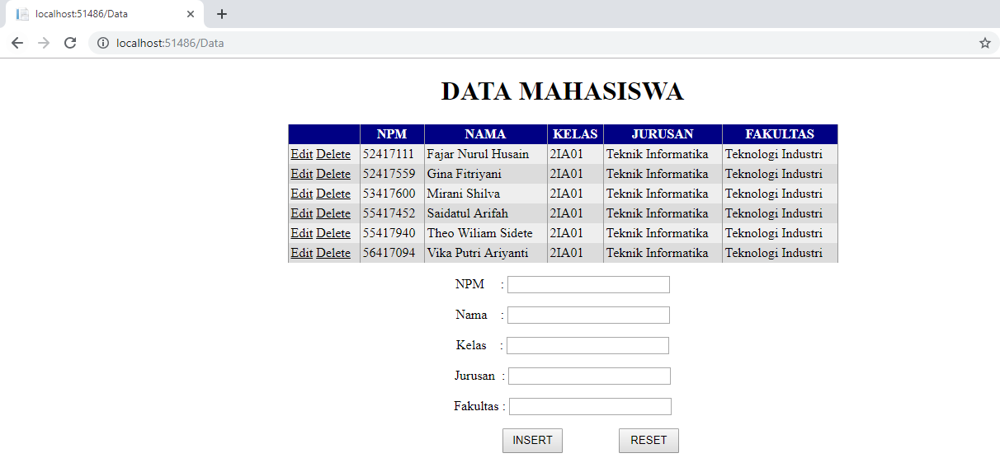 localhost:51486/Data
localhost:51486/Data
DATA MAHASISWA
NPM NAMA KELAS JURUSAN FAKULTAS
Edit Delete 52417111 Fajar Nurul Husain 2IA01 Teknik Informatika Teknologi Industri
Edit Delete 52417559 Gina Fitriyani 2IA01 Teknik Informatika Teknologi Industri
Edit Delete 53417600 Mirani Shilva 2IA01 Teknik Informatika Teknologi Industri
Edit Delete 55417452 Saidatul Arifah 2IA01 Teknik Informatika Teknologi Industri
Edit Delete 55417940 Theo Wiliam Sidete 2IA01 Teknik Informatika Teknologi Industri
Edit Delete 56417094 Vika Putri Ariyanti 2IA01 Teknik Informatika Teknologi Industri
NPM :
Nama :
Kelas :
Jurusan :
Fakultas :
INSERT RESET